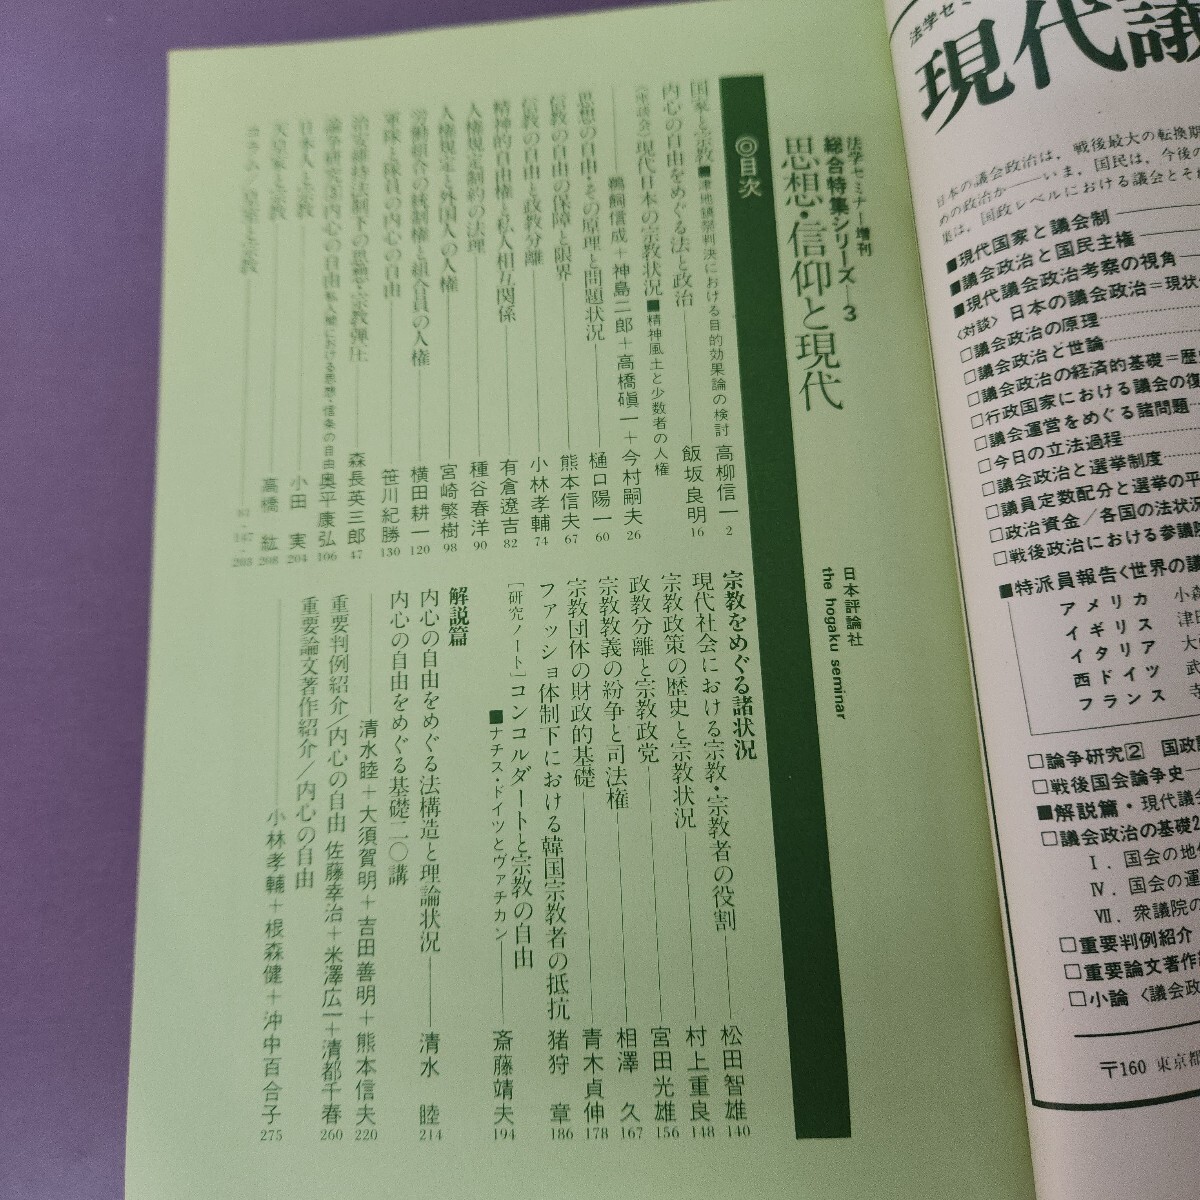 法学セミナー増刊
総合特集シリーズ―3
思想・信仰と現代
日本評論社
the hogaku seminar
◎目次
国家と宗教■津地鎮祭判決における目的効果論の検討 高柳信一 2
内心の自由をめぐる法と政治 飯坂良明 16
〈座談会〉現代日本の宗教状況■精神風土と少数者の人権
鵜飼信成+神島二郎+高橋磌一+今村嗣夫 26
思想の自由・その原理と問題状況 樋口陽一 60
信教の自由の保障と限界 熊本信夫 67
信教の自由と政教分離 小林孝輔 74
精神的自由権と私人相互関係 有倉遼吉 82
人権相互制約の法理 種谷春洋 90
人権規定と外国人の人権 宮崎繁樹 98
労働組合の統制権と組合員の人権 横田耕一 120
軍隊・隊員の内心の自由 笹川紀勝 130
治安維持法制下の思想・宗教弾圧 森長英三郎 47
論争研究③内心の自由 私人間における思想・信条の自由 奥平康弘 106
日本人と宗教 小田 実 204
天皇家と仏教 高橋 紘 208
宗教をめぐる諸状況
現代社会における宗教・宗教者の役割 松田智雄 140
宗教政策の歴史と宗教状況 村上重良 148
政教分離と宗教政党 宮田光雄 156
宗教教義の紛争と司法権 相澤 久 167
宗教団体の財政的基礎 青木貞伸 178
ファッショ体制下における韓国宗教者の抵抗 猪狩 章 186
[研究ノート]コンコルダートと宗教の自由
■ナチス・ドイツとヴァチカン 斎藤靖夫 194
解説篇
内心の自由をめぐる法構造と理論状況 清水 睦 214
内心の自由をめぐる基礎二〇講
清水睦+大須賀明+吉田善明+熊本信夫 220
重要判例紹介/内心の自由 佐藤幸治+米澤広一+清都千春 260
重要論文著作紹介/内心の自由
小林孝輔+根森健+沖中百合子 275
現代議
日本の議会政治は、戦後最大の転換期
めの政治か――いま、国民は、今後の
集は、国政レベルにおける議会とそ
■現代国家と議会制
■議会政治と国民主権
■現代議会政治考察の視角
〈対談〉日本の議会政治=現状
□議会政治の原理
□議会政治と世論
□議会政治の経済的基礎=歴
□行政国家における議会の復
□議会運営をめぐる諸問題
□今日の立法過程
□議会政治と選挙制度
□議員定数配分と選挙の平
□政治資金/各国の法状況
□戦後政治における参議
■特派員報告〈世界の議
アメリカ 小森
イギリス 津田
イタリア
西ドイツ 武
フランス 寺
□論争研究② 国政
□戦後国会論争史
■解説篇・現代議会
□議会政治の基礎2
Ⅰ. 国会の地
Ⅳ. 国会の運
Ⅶ. 衆議院の
□重要判例紹介
□重要論文著作
□小論〈議会政
〒160 東京都